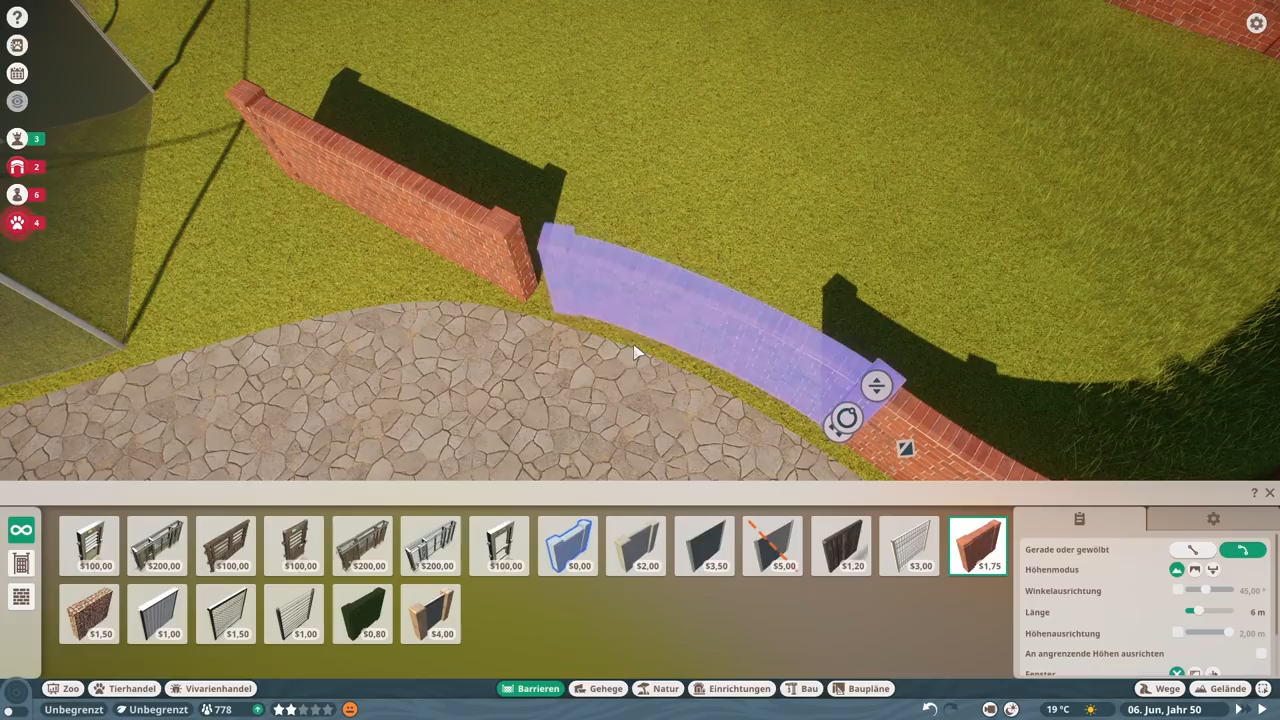 ?
3
2
6
4
?
$100,00
$200,00
$100,00
$100,00
$200,00
$200,00
$100,00
$0,00
$2,00
$3,50
$5,00
$1,20
$3,00
$1,75
$1,50
$1,00
$1,50
$1,00
$0,80
$4,00
Gerade oder gewölbt
Höhenmodus
Winkelausrichtung 45,00 °
Länge 6 m
Höhenausrichtung 2,00 m
An angrenzende Höhen ausrichten
Fenster
Zoo
Tierhandel
Vivarienhandel
Barrieren
Gehege
Natur
Einrichtungen
Bau
Baupläne
Wege
Gelände
Unbegrenzt
Unbegrenzt
778
19 °C
06. Jun, Jahr 50